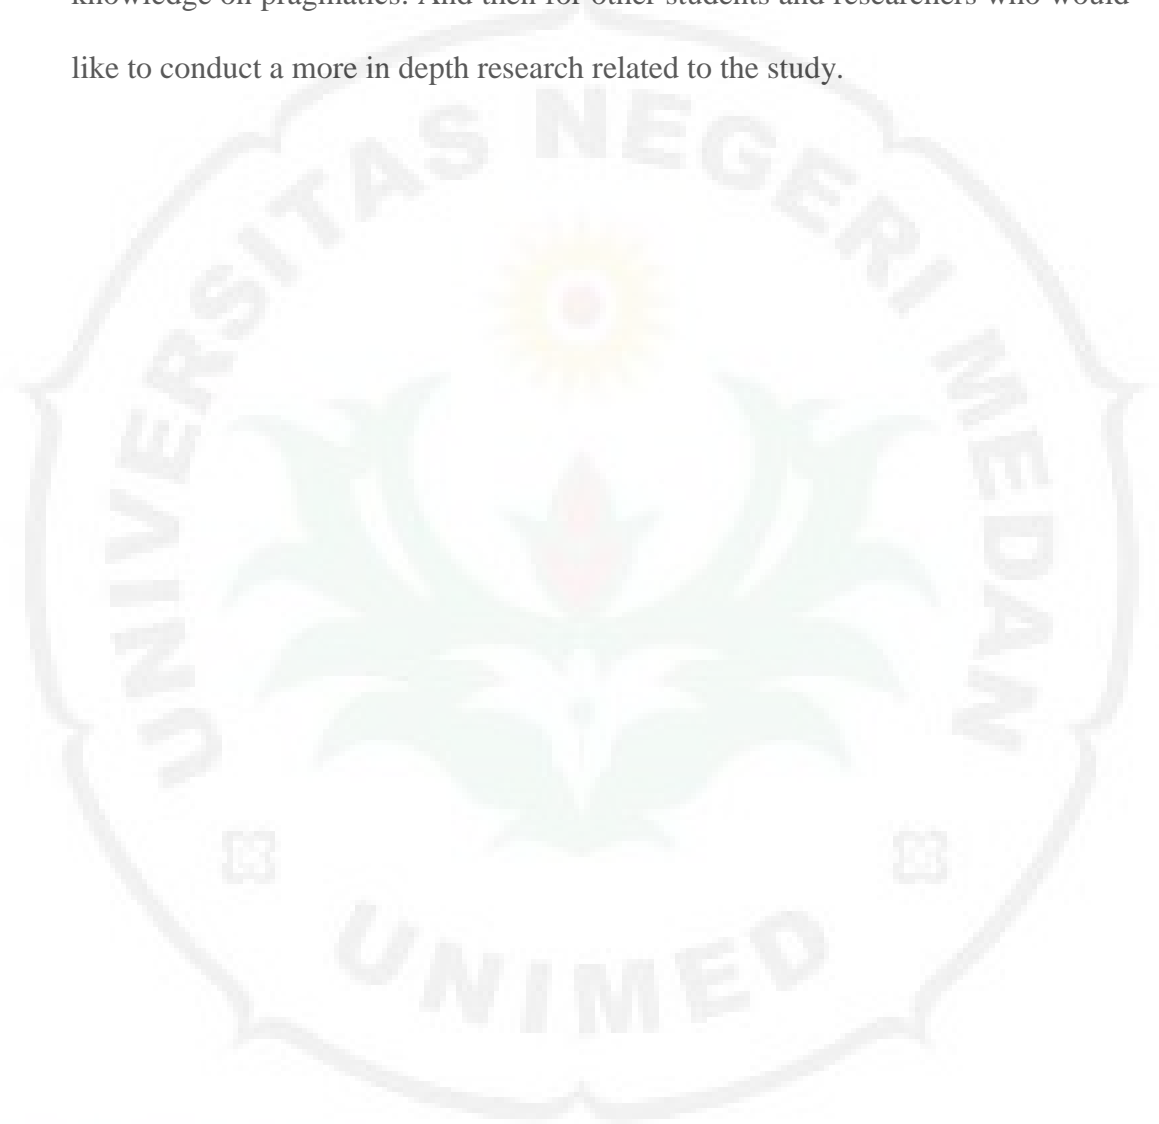 knowledge on pragmatics. And then for other students and researchers who would
like to conduct a more in depth research related to the study.
UNIVERSITAS NEGERI MEDAN
UNIMED